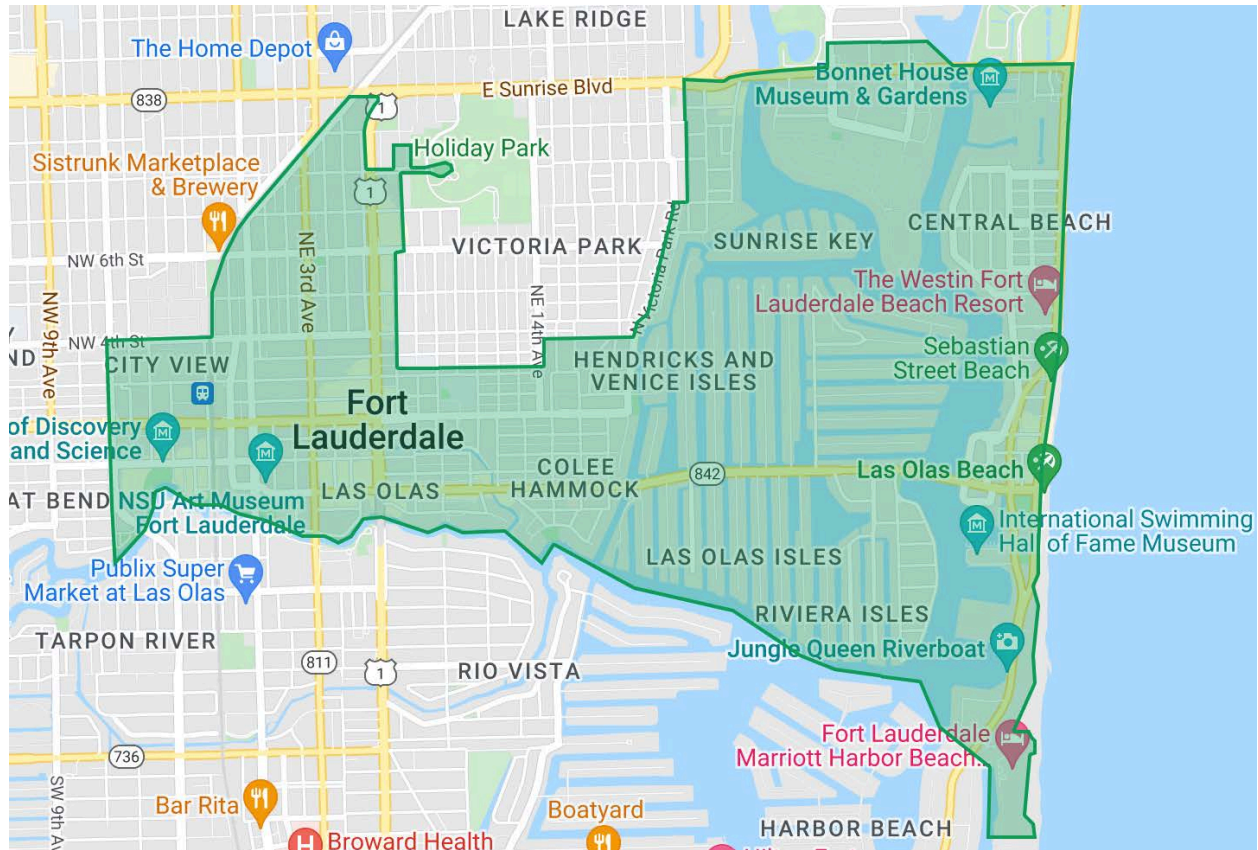 LAKE RIDGE
The Home Depot
838
E Sunrise Blvd
1
Bonnet House
Museum & Gardens
Holiday Park
Sistrunk Marketplace
& Brewery
1
NE 3rd Ave
VICTORIA PARK
N Victoria Park Rd
SUNRISE KEY
CENTRAL BEACH
NW 6th St
The Westin Fort
Lauderdale Beach Resort
NW 9th Ave
NE 14th Ave
NW 4th St
ND
CITY VIEW
HENDRICKS AND
VENICE ISLES
Sebastian
Street Beach
Fort
Lauderdale
of Discovery
and Science
COLEE
HAMMOCK
842
Las Olas Beach
AT BEND
NSU Art Museum
Fort Lauderdale
LAS OLAS
International Swimming
Hall of Fame Museum
LAS OLAS ISLES
Publix Super
Market at Las Olas
RIVIERA ISLES
TARPON RIVER
Jungle Queen Riverboat
811
1
RIO VISTA
Fort Lauderdale
Marriott Harbor Beach...
736
SW 9th Av
Bar Rita
Boatyard
HARBOR BEACH
H
Broward Health